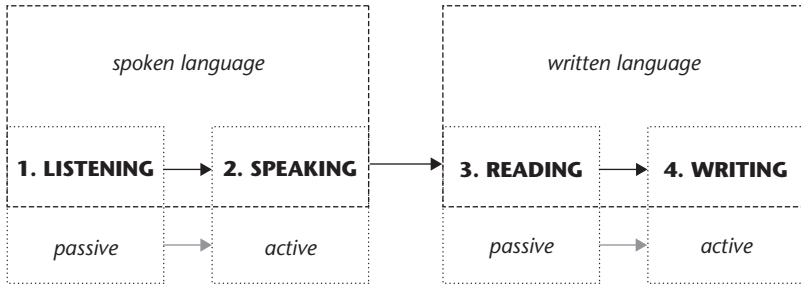 spoken language
written language
1. LISTENING
2. SPEAKING
3. READING
4. WRITING
passive
active
passive
active